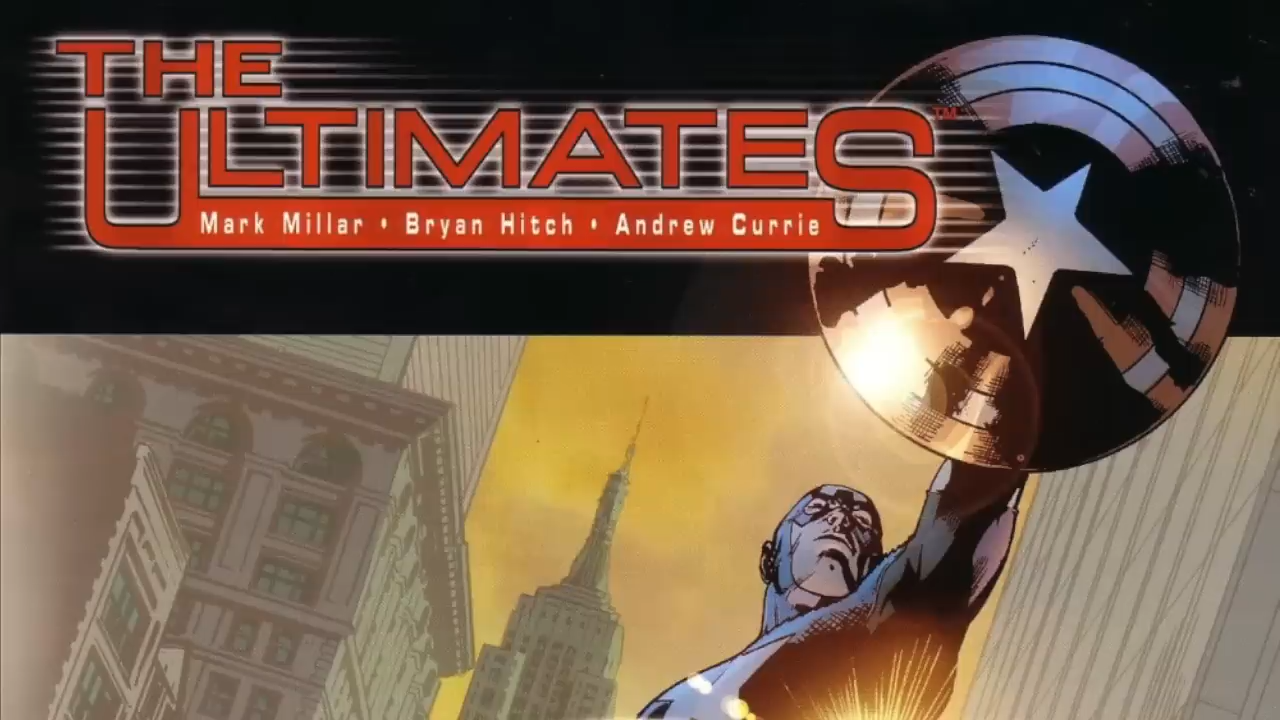 THE
ULTIMATES™
Mark Millar • Bryan Hitch • Andrew Currie